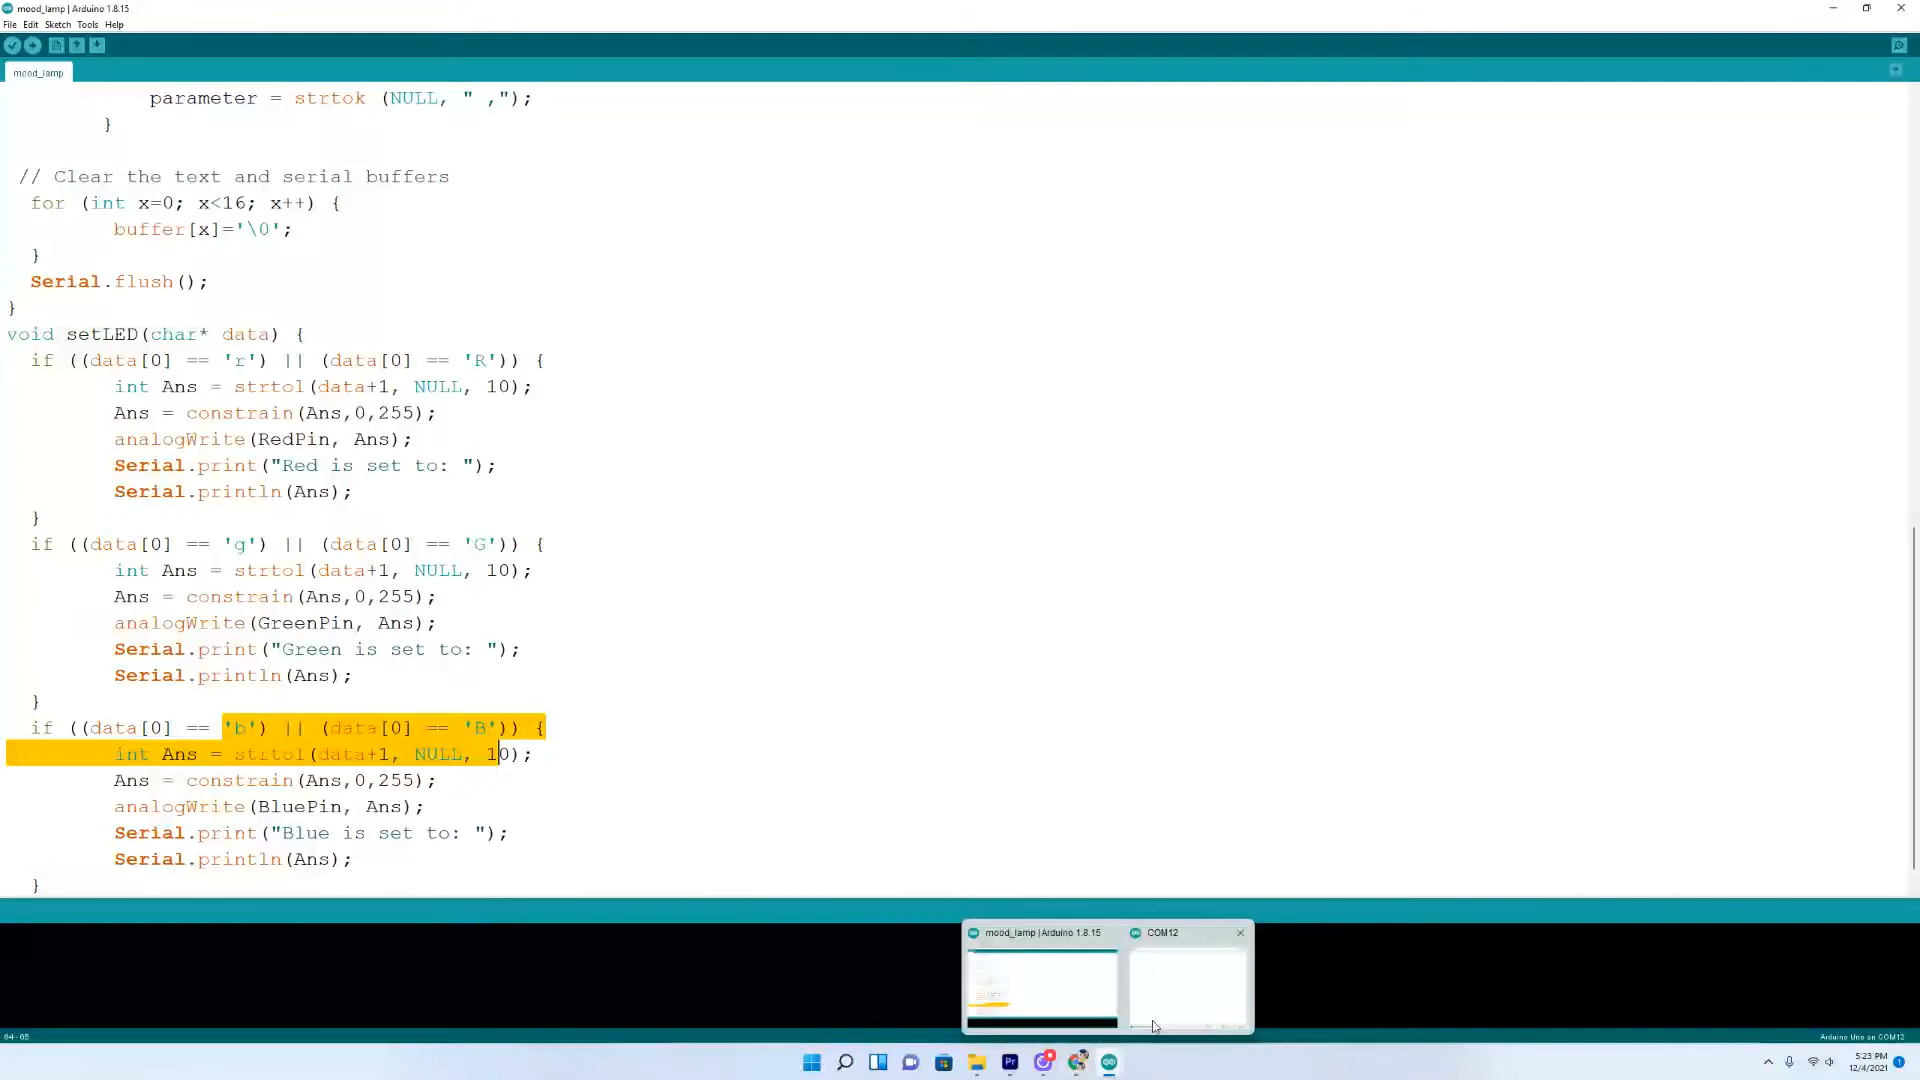 mood_lamp | Arduino 1.8.15
File Edit Sketch Tools Help
mood_lamp
parameter = strtok (NULL, " ,");
}
// Clear the text and serial buffers
for (int x=0; x<16; x++) {
buffer[x]='\0';
}
Serial.flush();
}
void setLED(char* data) {
if ((data[0] == 'r') || (data[0] == 'R')) {
int Ans = strtol(data+1, NULL, 10);
Ans = constrain(Ans,0,255);
analogWrite(RedPin, Ans);
Serial.print("Red is set to: ");
Serial.println(Ans);
}
if ((data[0] == 'g') || (data[0] == 'G')) {
int Ans = strtol(data+1, NULL, 10);
Ans = constrain(Ans,0,255);
analogWrite(GreenPin, Ans);
Serial.print("Green is set to: ");
Serial.println(Ans);
}
if ((data[0] == 'b') || (data[0] == 'B')) {
int Ans = strtol(data+1, NULL, 10);
Ans = constrain(Ans,0,255);
analogWrite(BluePin, Ans);
Serial.print("Blue is set to: ");
Serial.println(Ans);
}
mood_lamp | Arduino 1.8.15 COM12
64 - 65
Arduino Uno on COM12
Pr
5:23 PM
12/4/2021
1